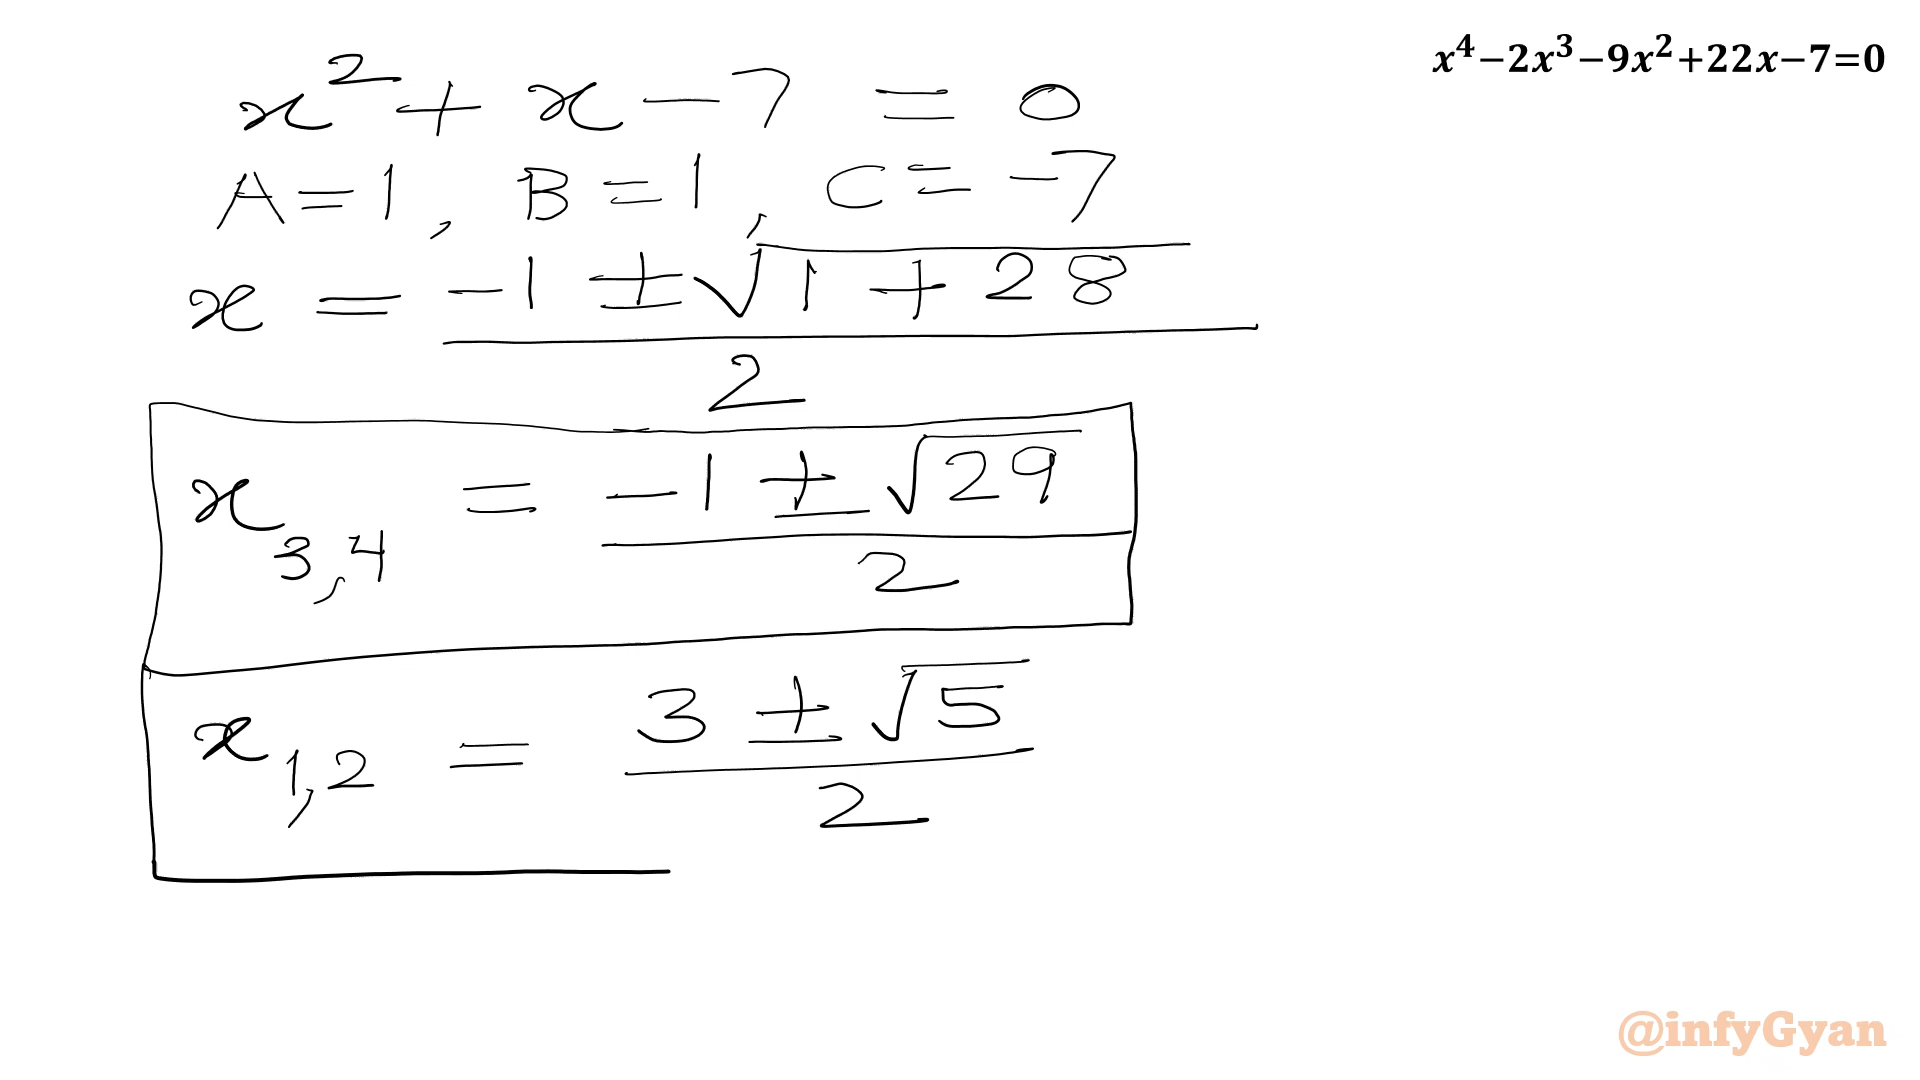 x⁴−2x³−9x²+22x−7=0
x² + x − 7 = 0
A = 1 , B = 1 , C = −7
x = (−1 ± √(1 + 28)) / 2
x₃,₄ = (−1 ± √29) / 2
x₁,₂ = (3 ± √5) / 2
@infyGyan